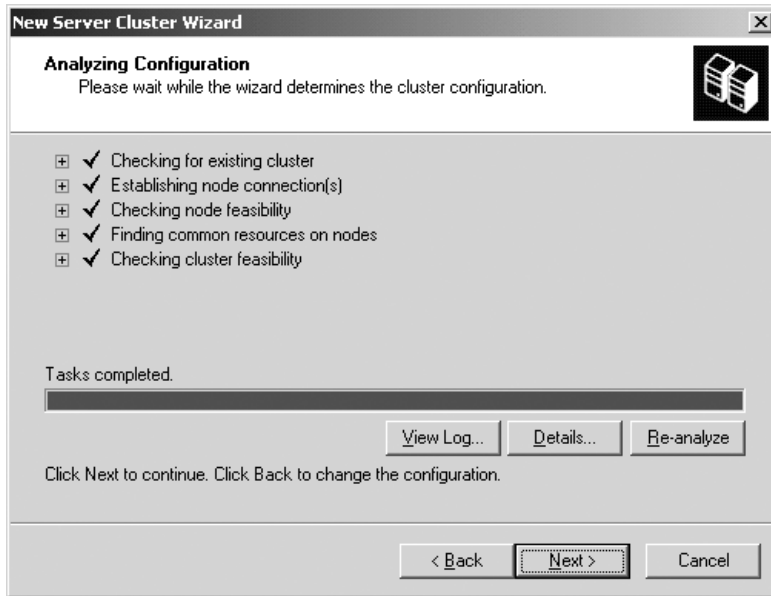 New Server Cluster Wizard
Analyzing Configuration
Please wait while the wizard determines the cluster configuration.
Checking for existing cluster
Establishing node connection(s)
Checking node feasibility
Finding common resources on nodes
Checking cluster feasibility
Tasks completed.
View Log... Details... Re-analyze
Click Next to continue. Click Back to change the configuration.
< Back Next > Cancel